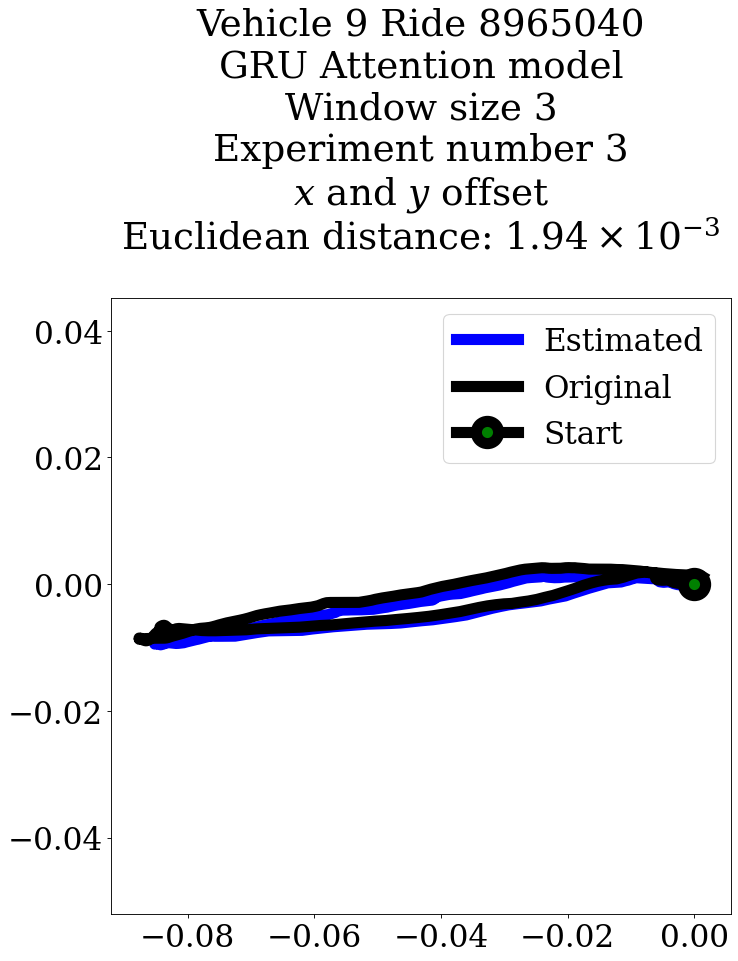 Vehicle 9 Ride 8965040
GRU Attention model
Window size 3
Experiment number 3
x and y offset
Euclidean distance: 1.94 × 10⁻³
Estimated
Original
Start
0.04
0.02
0.00
−0.02
−0.04
−0.08
−0.06
−0.04
−0.02
0.00